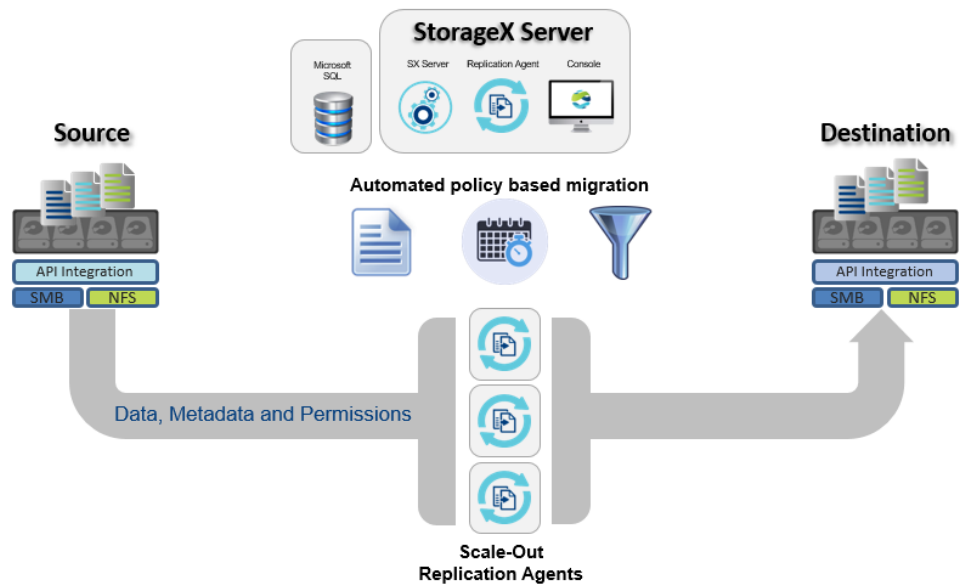 StorageX Server
Microsoft
SQL
SX Server
Replication Agent
Console
Source
Destination
Automated policy based migration
API Integration
SMB
NFS
API Integration
SMB
NFS
Data, Metadata and Permissions
Scale-Out
Replication Agents